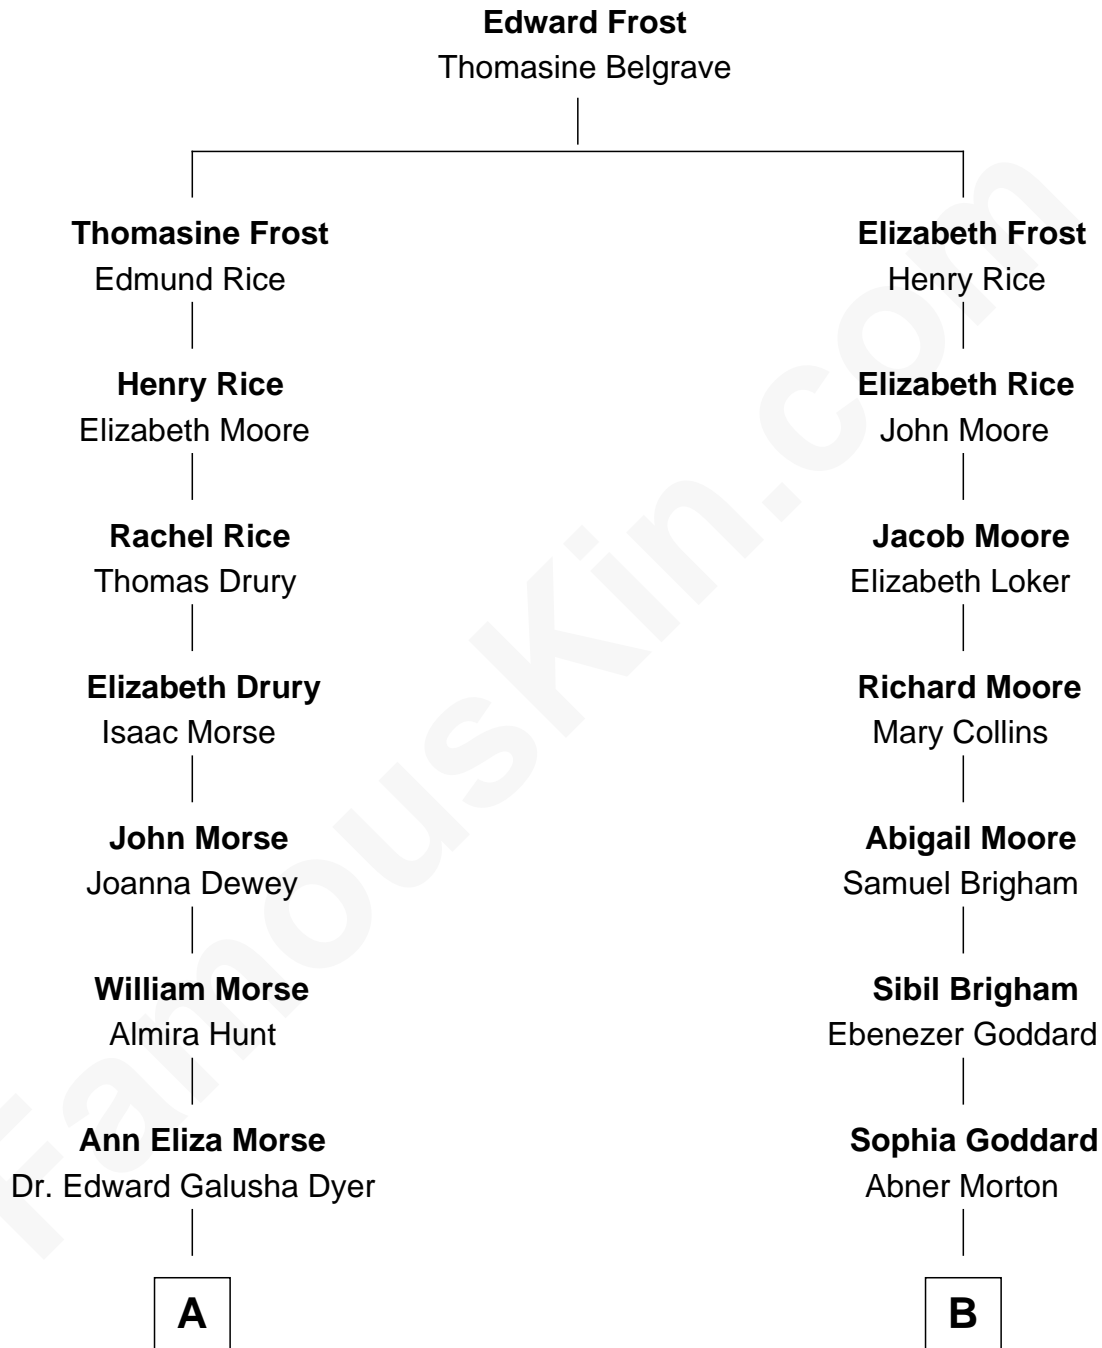 Edward Frost
Thomasine Belgrave
Thomasine Frost
Edmund Rice
Elizabeth Frost
Henry Rice
Henry Rice
Elizabeth Moore
Elizabeth Rice
John Moore
Rachel Rice
Thomas Drury
Jacob Moore
Elizabeth Loker
Elizabeth Drury
Isaac Morse
Richard Moore
Mary Collins
John Morse
Joanna Dewey
Abigail Moore
Samuel Brigham
William Morse
Almira Hunt
Sibil Brigham
Ebenezer Goddard
Ann Eliza Morse
Dr. Edward Galusha Dyer
Sophia Goddard
Abner Morton
A
B
FamousKin.com